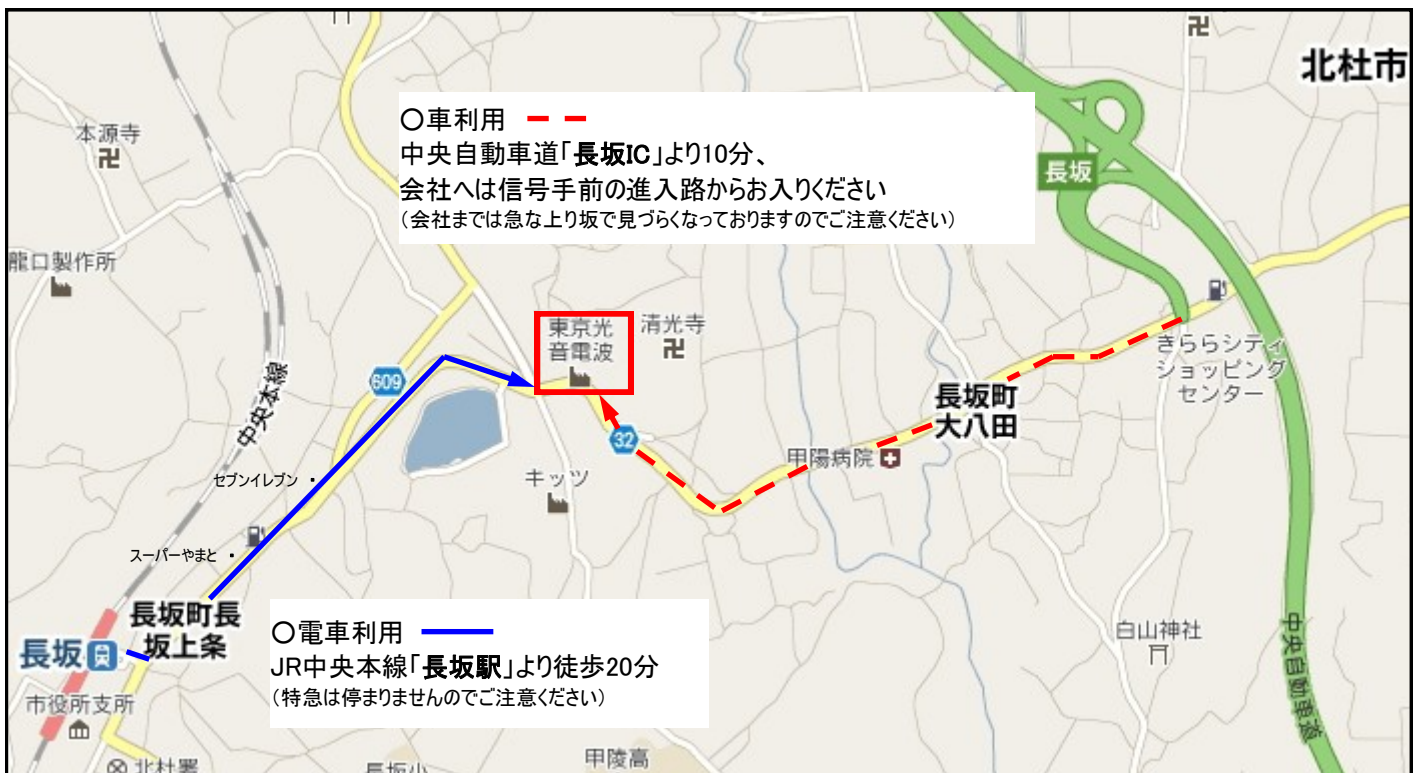 北杜市
本源寺
○車利用
中央自動車道「長坂IC」より10分、
会社へは信号手前の進入路からお入りください
（会社までは急な上り坂で見づらくなっておりますのでご注意ください）
長坂
龍口製作所
東京光
音電波
清光寺
609
中央本線
きららシティ
ショッピング
センター
長坂町
大八田
32
甲陽病院
セブンイレブン
キッツ
スーパーやまと
長坂町長
坂上条
長坂
○電車利用
JR中央本線「長坂駅」より徒歩20分
（特急は停まりませんのでご注意ください）
白山神社
中央自動車道
市役所支所
北杜署
長坂小
甲陵高